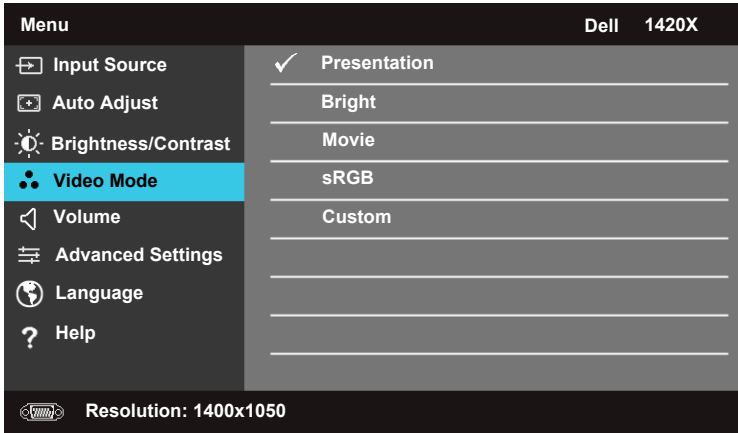 Menu Dell 1420X
Input Source
Auto Adjust
Brightness/Contrast
Video Mode
Volume
Advanced Settings
Language
? Help
Presentation
Bright
Movie
sRGB
Custom
Resolution: 1400x1050